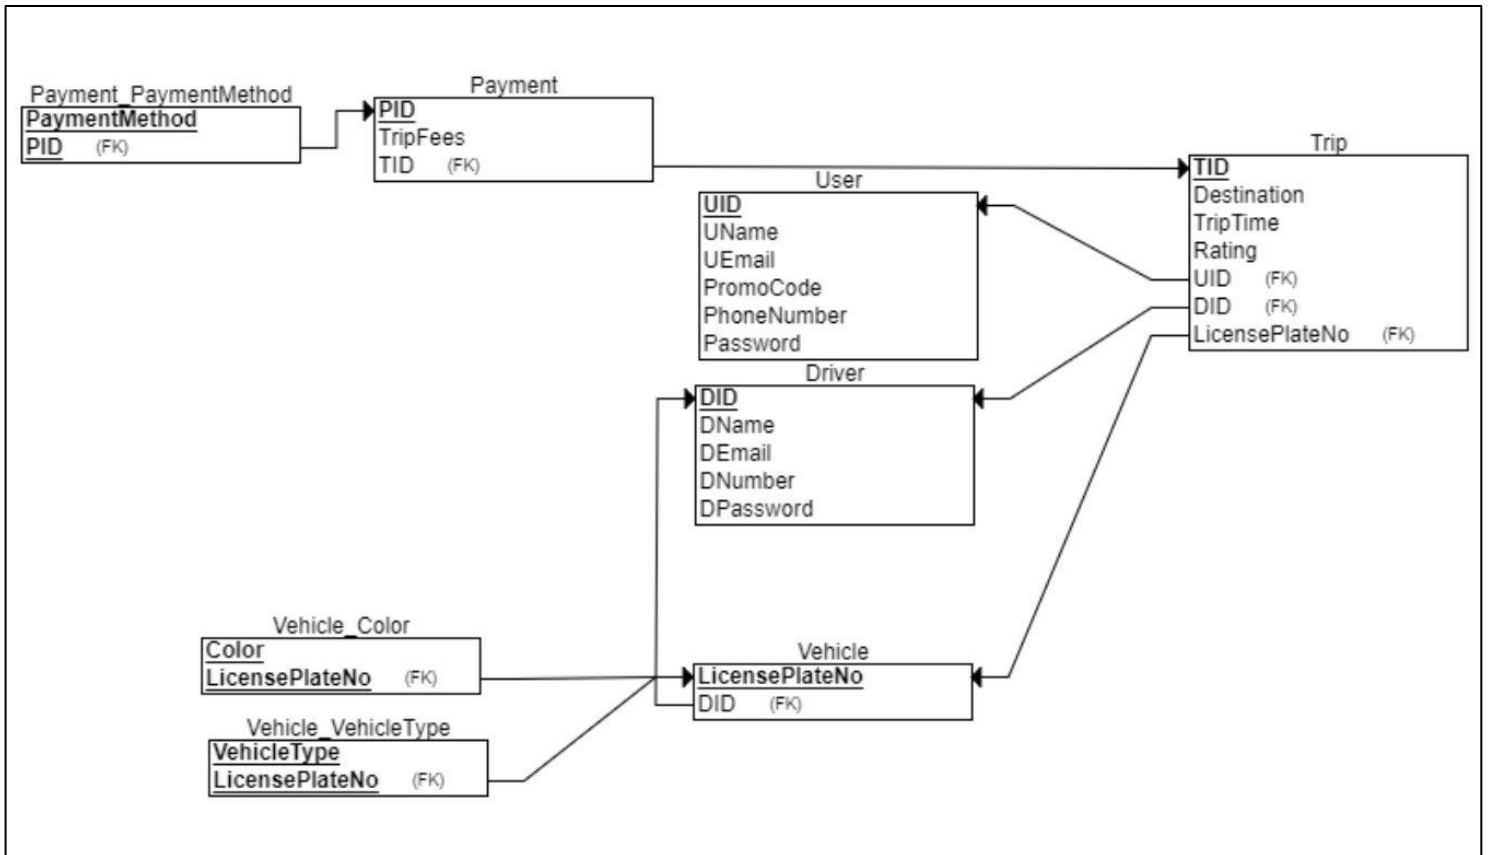 Payment_PaymentMethod
PaymentMethod
PID (FK)
Payment
PID
TripFees
TID (FK)
Trip
TID
Destination
TripTime
Rating
UID (FK)
DID (FK)
LicensePlateNo (FK)
User
UID
UName
UEmail
PromoCode
PhoneNumber
Password
Driver
DID
DName
DEmail
DNumber
DPassword
Vehicle_Color
Color
LicensePlateNo (FK)
Vehicle
LicensePlateNo
DID (FK)
Vehicle_VehicleType
VehicleType
LicensePlateNo (FK)